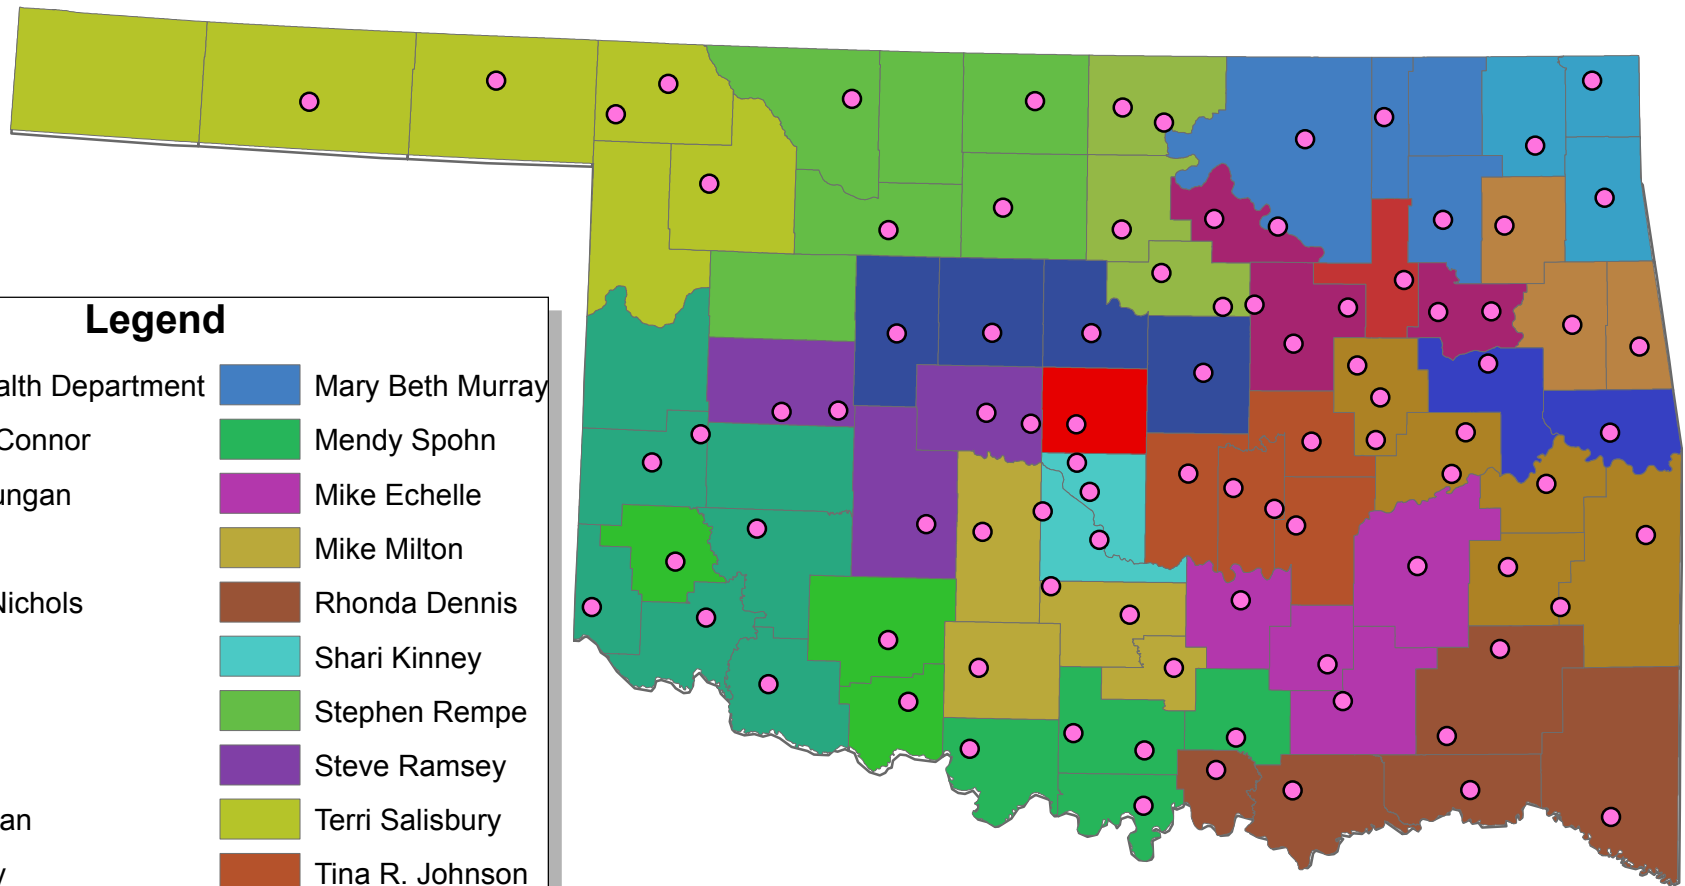 Legend
alth Department Mary Beth Murray
Connor Mendy Spohn
ungan Mike Echelle
Mike Milton
Nichols Rhonda Dennis
Shari Kinney
Stephen Rempe
Steve Ramsey
an Terri Salisbury
y Tina R. Johnson